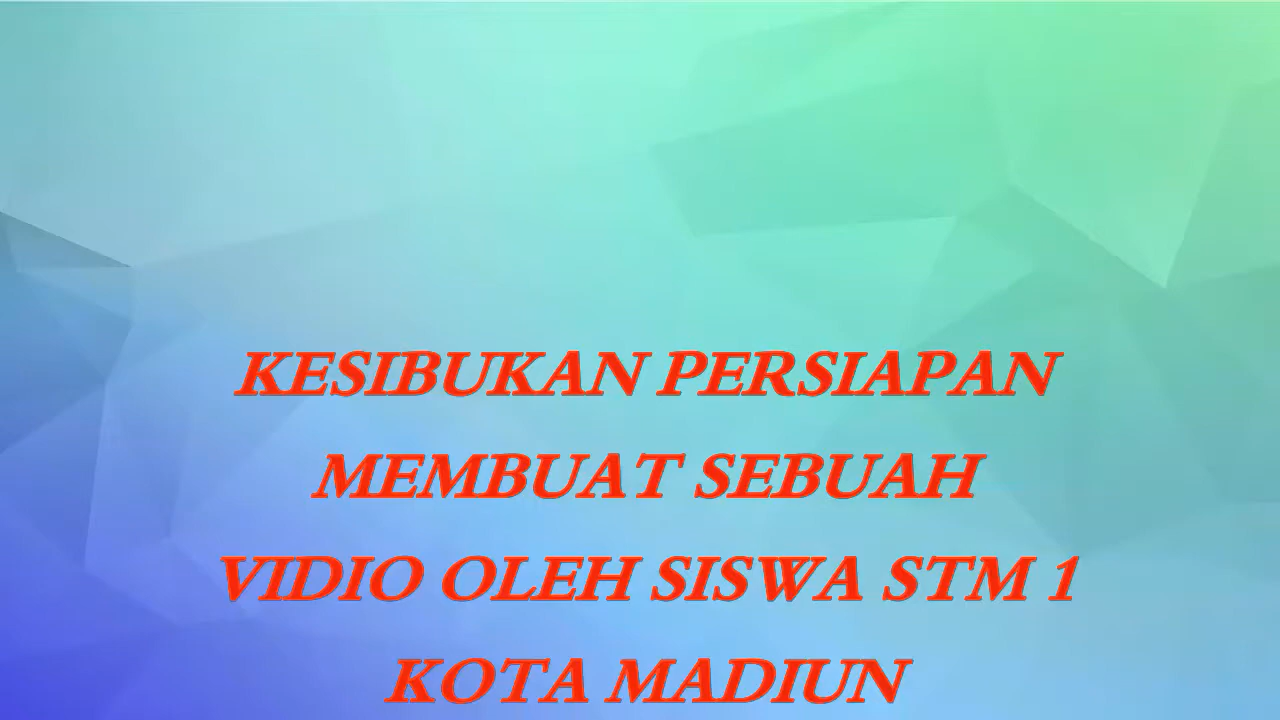 KESIBUKAN PERSIAPAN
MEMBUAT SEBUAH
VIDIO OLEH SISWA STM 1
KOTA MADIUN